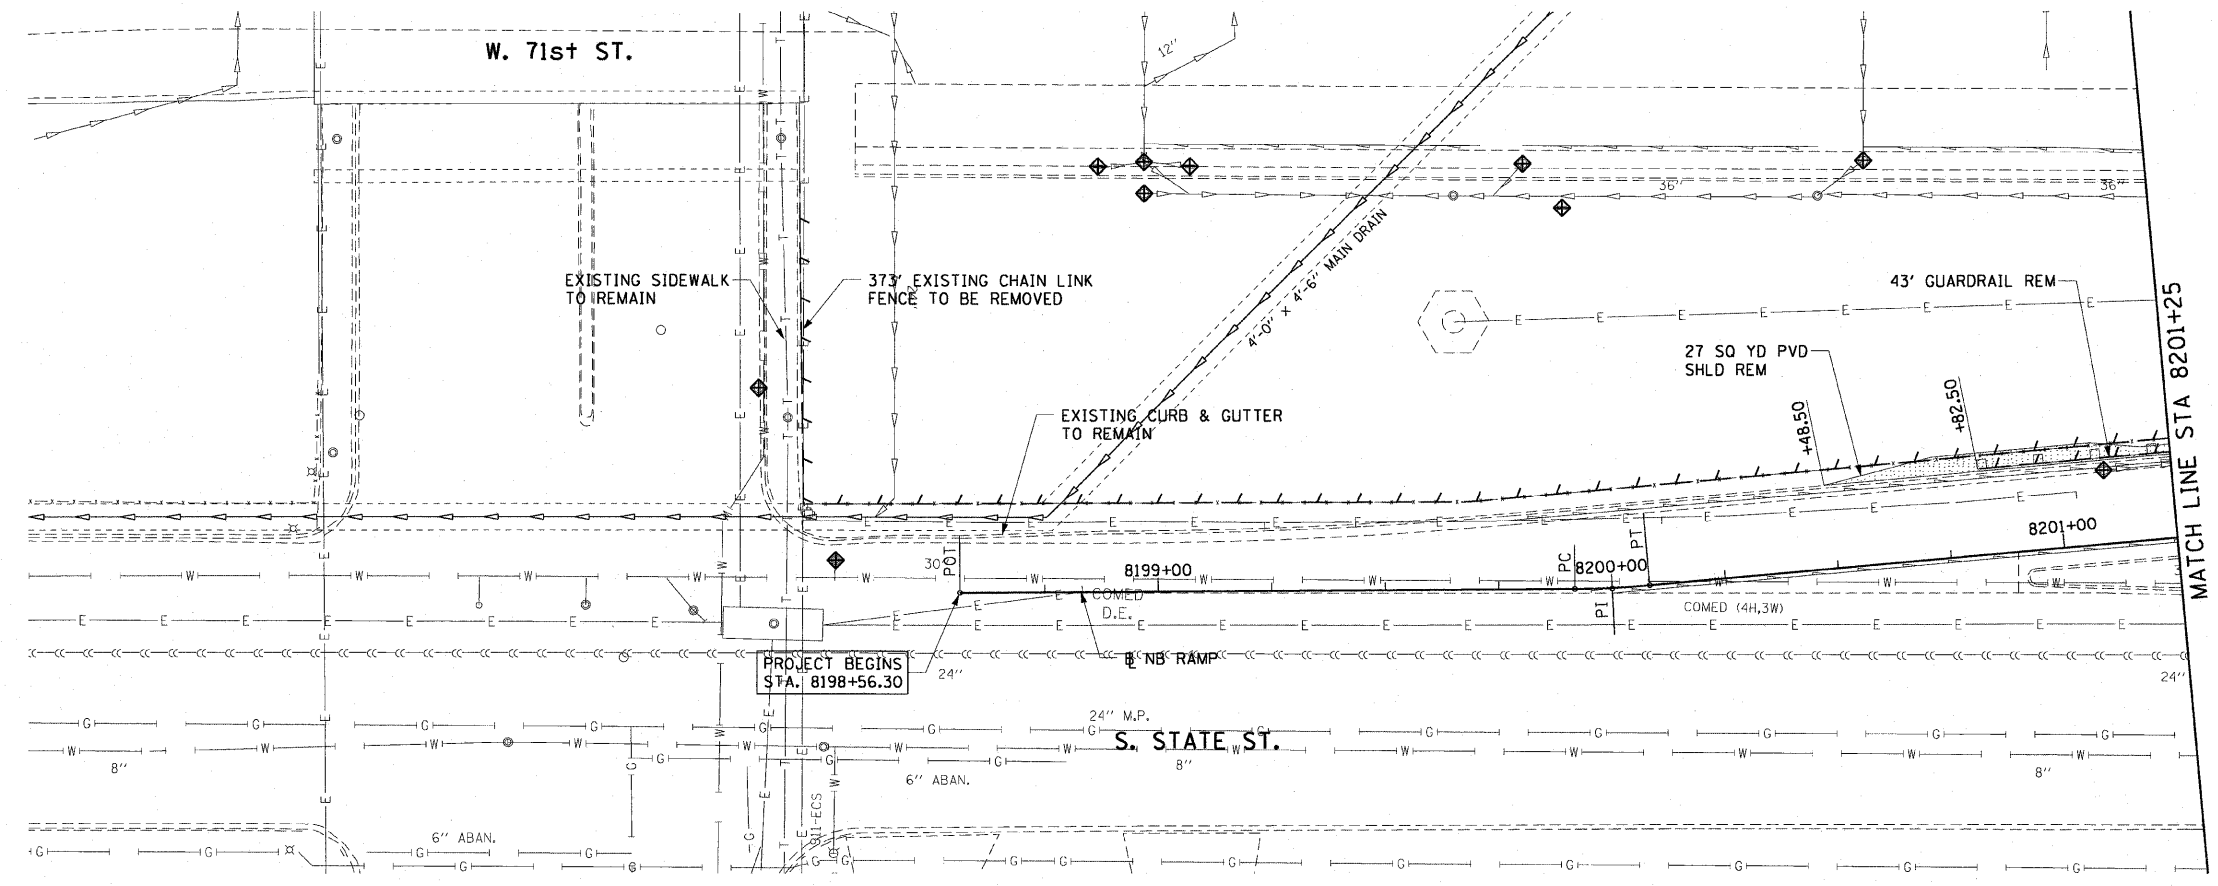 W. 71st ST.
12"
36"
36"
EXISTING SIDEWALK
TO REMAIN
373' EXISTING CHAIN LINK
FENCE TO BE REMOVED
4'-0" x 4'-6" MAIN DRAIN
43' GUARDRAIL REM
27 SQ YD PVD
SHLD REM
EXISTING CURB & GUTTER
TO REMAIN
+48.50
+82.50
MATCH LINE STA 8201+25
30
POT
8199+00
PC
8200+00
PT
8201+00
PI
COMED
D.E.
COMED (4H,3W)
PROJECT BEGINS
STA. 8198+56.30
NB RAMP
24"
24"
24" M.P.
S. STATE ST.
8"
8"
8"
6" ABAN.
6" ABAN.
911-ECS